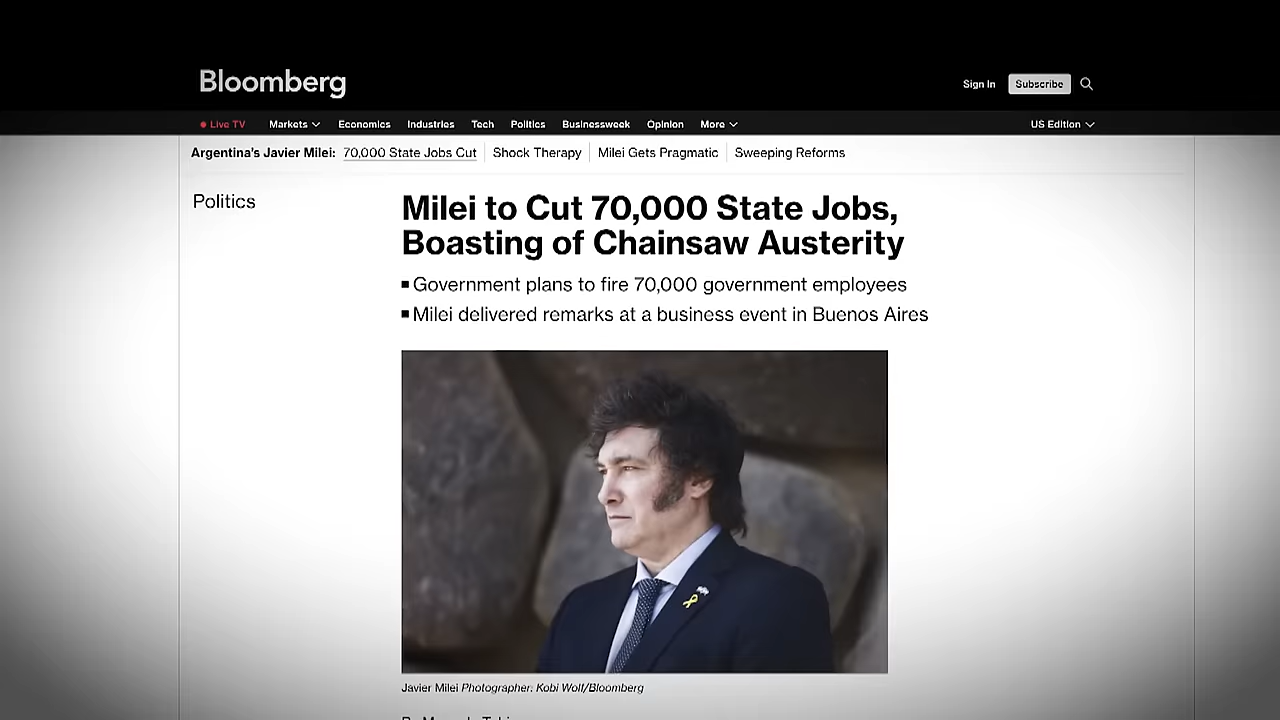 Bloomberg
Sign In
Subscribe
Live TV
Markets
Economics
Industries
Tech
Politics
Businessweek
Opinion
More
US Edition
Argentina's Javier Milei:
70,000 State Jobs Cut
Shock Therapy
Milei Gets Pragmatic
Sweeping Reforms
Politics
Milei to Cut 70,000 State Jobs,
Boasting of Chainsaw Austerity
Government plans to fire 70,000 government employees
Milei delivered remarks at a business event in Buenos Aires
Javier Milei Photographer: Kobi Wolf/Bloomberg